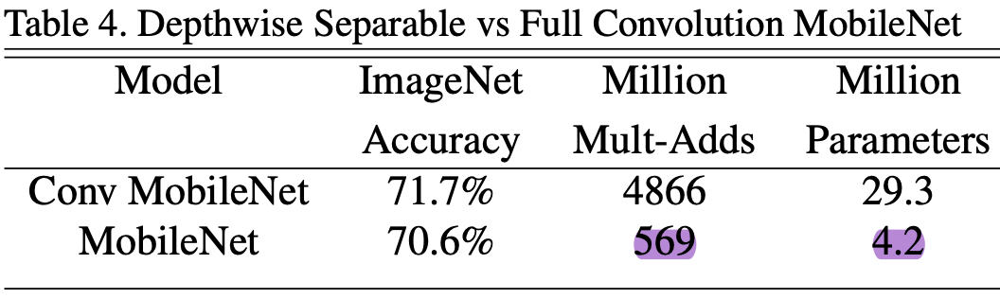 Table 4. Depthwise Separable vs Full Convolution MobileNet
Model ImageNet Million Million
Accuracy Mult-Adds Parameters
Conv MobileNet 71.7% 4866 29.3
MobileNet 70.6% 569 4.2